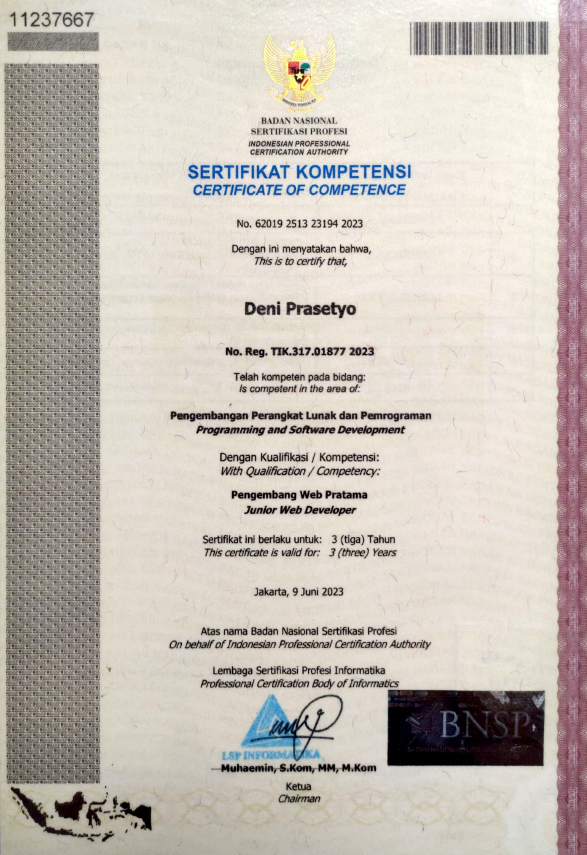 11237667
BADAN NASIONAL
SERTIFIKASI PROFESI
INDONESIAN PROFESSIONAL
CERTIFICATION AUTHORITY
SERTIFIKAT KOMPETENSI
CERTIFICATE OF COMPETENCE
No. 62019 2513 23194 2023
Dengan ini menyatakan bahwa,
This is to certify that,
Deni Prasetyo
No. Reg. TIK.317.01877 2023
Telah kompeten pada bidang:
Is competent in the area of:
Pengembangan Perangkat Lunak dan Pemrograman
Programming and Software Development
Dengan Kualifikasi / Kompetensi:
With Qualification / Competency:
Pengembang Web Pratama
Junior Web Developer
Sertifikat ini berlaku untuk: 3 (tiga) Tahun
This certificate is valid for: 3 (three) Years
Jakarta, 9 Juni 2023
Atas nama Badan Nasional Sertifikasi Profesi
On behalf of Indonesian Professional Certification Authority
Lembaga Sertifikasi Profesi Informatika
Professional Certification Body of Informatics
BNSP
LSP INFORMATIKA
Muhaemin, S.Kom, MM, M.Kom
Ketua
Chairman